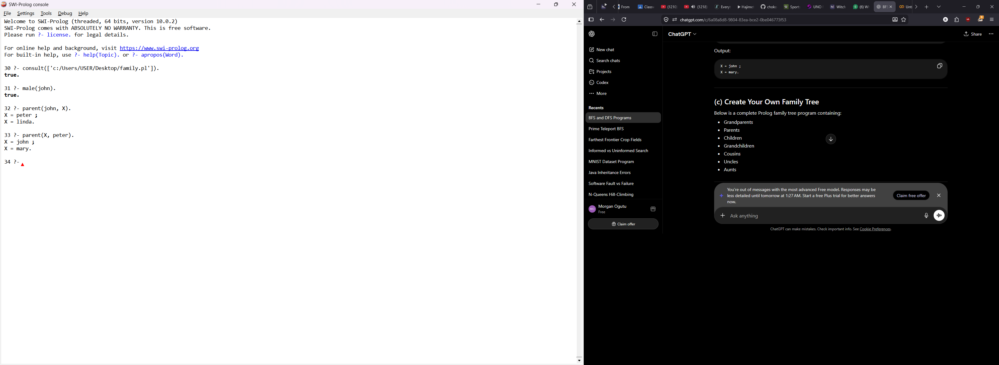 SWI-Prolog console
File Settings Tools Debug Help
Welcome to SWI-Prolog (threaded, 64 bits, version 10.0.2)
SWI-Prolog comes with ABSOLUTELY NO WARRANTY. This is free software.
Please run ?- license. for legal details.
For online help and background, visit https://www.swi-prolog.org
For built-in help, use ?- help(Topic). or ?- apropos(Word).
30 ?- consult(['c:/Users/USER/Desktop/family.pl']).
true.
31 ?- male(john).
true.
32 ?- parent(john, X).
X = peter ;
X = linda.
33 ?- parent(X, peter).
X = john ;
X = mary.
34 ?-
From Classw (1210) (1218) Everyt Hajime choko Sports UNO Witch (6) W BFS Unti
chatgpt.com/c/6a08a8d8-9804-83ea-bce2-0be046773f53
R
3
ChatGPT
Share
New chat
Search chats
Projects
Codex
More
Recents
BFS and DFS Programs
Prime Teleport BFS
Farthest Frontier Crop Fields
Informed vs Uninformed Search
MNIST Dataset Program
Java Inheritance Errors
Software Fault vs Failure
N-Queens Hill-Climbing
MO
Morgan Ogutu
Free
Claim offer
Output:
X = john ;
X = mary.
(c) Create Your Own Family Tree
Below is a complete Prolog family tree program containing:
• Grandparents
• Parents
• Children
• Grandchildren
• Cousins
• Uncles
• Aunts
You're out of messages with the most advanced Free model. Responses may be
less detailed until tomorrow at 1:27 AM. Start a free Plus trial for better answers
now.
Claim free offer
Ask anything
ChatGPT can make mistakes. Check important info. See Cookie Preferences.